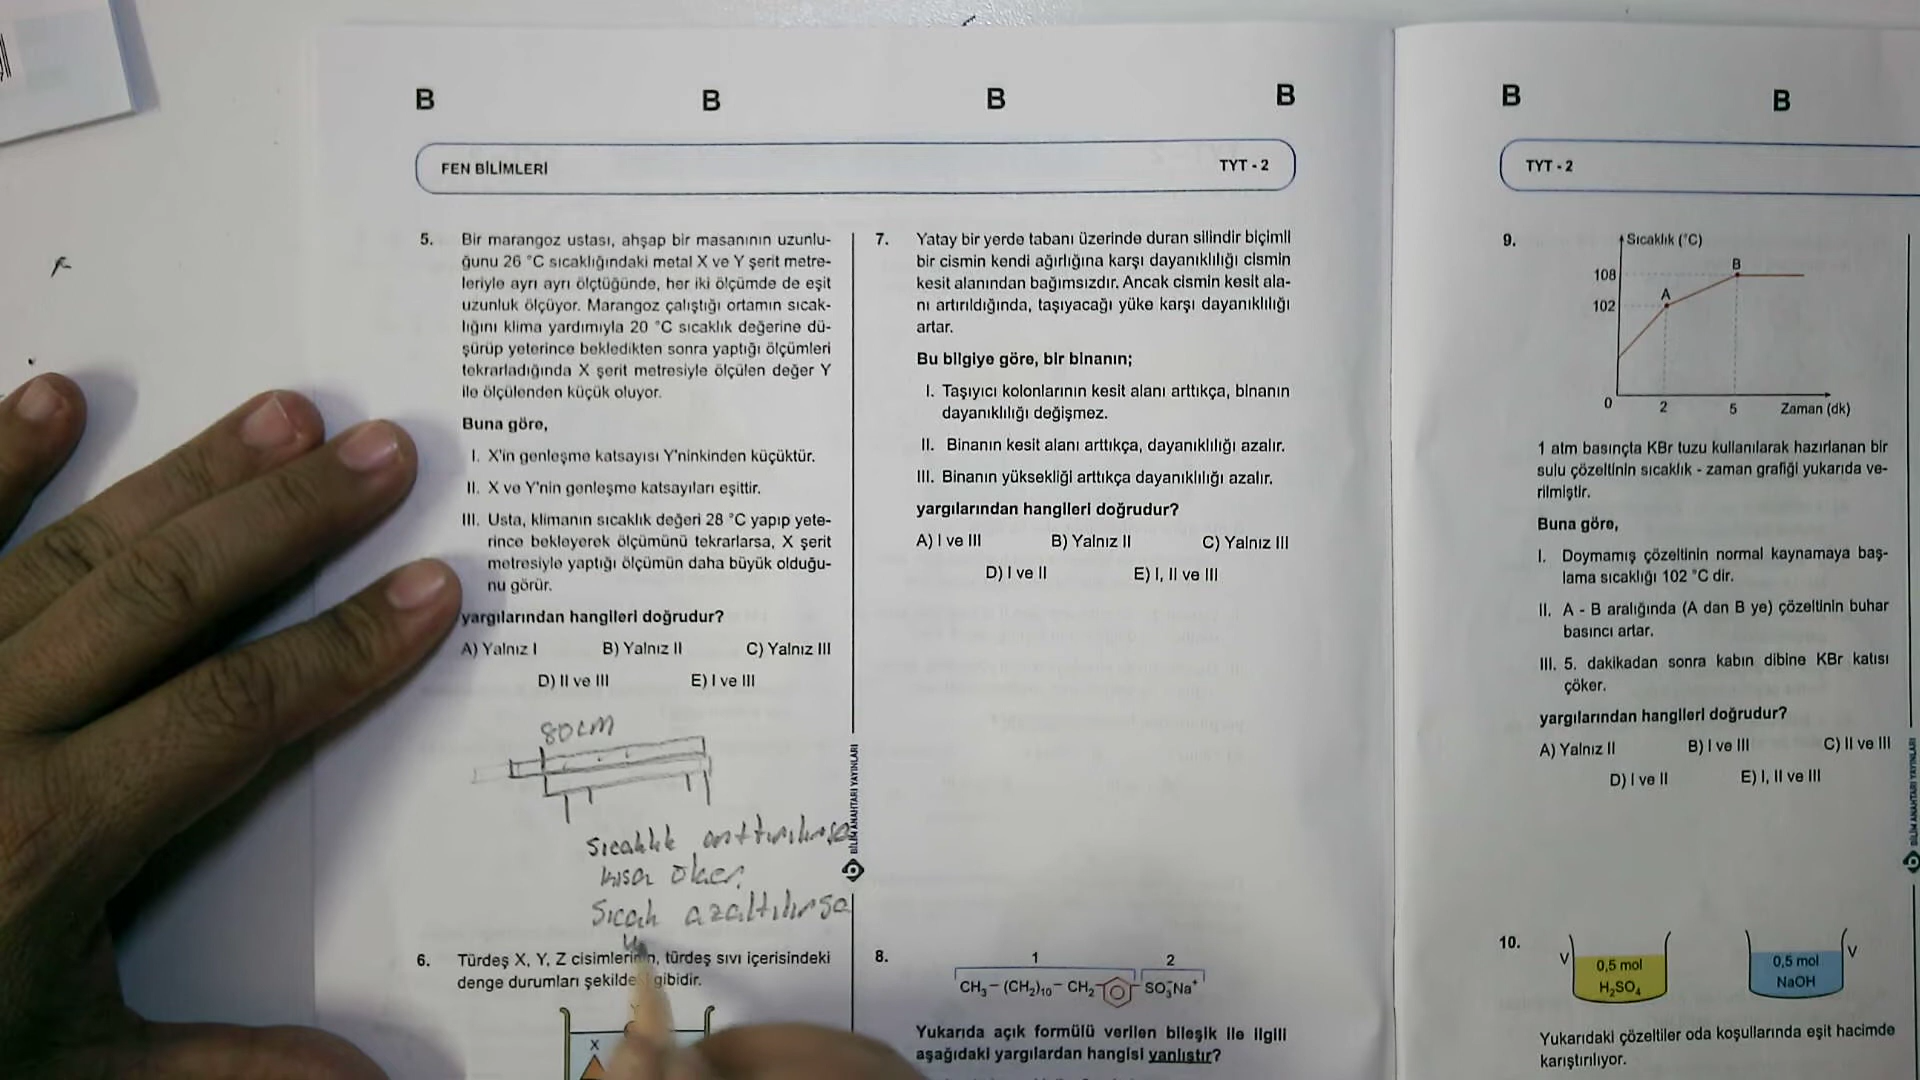 B B B B
FEN BİLİMLERİ TYT - 2
5. Bir marangoz ustası, ahşap bir masanının uzunlu-
ğunu 26 °C sıcaklığındaki metal X ve Y şerit metre-
leriyle ayrı ayrı ölçtüğünde, her iki ölçümde de eşit
uzunluk ölçüyor. Marangoz çalıştığı ortamın sıcak-
lığını klima yardımıyla 20 °C sıcaklık değerine dü-
şürüp yeterince bekledikten sonra yaptığı ölçümleri
tekrarladığında X şerit metresiyle ölçülen değer Y
ile ölçülenden küçük oluyor.
Buna göre,
I. X'in genleşme katsayısı Y'ninkinden küçüktür.
II. X ve Y'nin genleşme katsayıları eşittir.
III. Usta, klimanın sıcaklık değeri 28 °C yapıp yete-
rince bekleyerek ölçümünü tekrarlarsa, X şerit
metresiyle yaptığı ölçümün daha büyük olduğu-
nu görür.
yargılarından hangileri doğrudur?
A) Yalnız I B) Yalnız II C) Yalnız III
D) II ve III E) I ve III
80cm
Sıcaklık arttırılırsa
kısa ölçer.
Sıcak azaltılırsa
6. Türdeş X, Y, Z cisimlerinin, türdeş sıvı içerisindeki
denge durumları şekilde gibidir.
X
BİLİM ANAHTARI YAYINLARI
7. Yatay bir yerde tabanı üzerinde duran silindir biçimli
bir cismin kendi ağırlığına karşı dayanıklılığı cismin
kesit alanından bağımsızdır. Ancak cismin kesit ala-
nı artırıldığında, taşıyacağı yüke karşı dayanıklılığı
artar.
Bu bilgiye göre, bir binanın;
I. Taşıyıcı kolonlarının kesit alanı arttıkça, binanın
dayanıklılığı değişmez.
II. Binanın kesit alanı arttıkça, dayanıklılığı azalır.
III. Binanın yüksekliği arttıkça dayanıklılığı azalır.
yargılarından hangileri doğrudur?
A) I ve III B) Yalnız II C) Yalnız III
D) I ve II E) I, II ve III
8. 1 2
CH₃ – (CH₂)₁₀ – CH₂ SO₃⁻Na⁺
Yukarıda açık formülü verilen bileşik ile ilgili
aşağıdaki yargılardan hangisi yanlıştır?
B B
TYT - 2
9. Sıcaklık (°C)
108 B
102 A
0 2 5 Zaman (dk)
1 atm basınçta KBr tuzu kullanılarak hazırlanan bir
sulu çözeltinin sıcaklık - zaman grafiği yukarıda ve-
rilmiştir.
Buna göre,
I. Doymamış çözeltinin normal kaynamaya baş-
lama sıcaklığı 102 °C dir.
II. A - B aralığında (A dan B ye) çözeltinin buhar
basıncı artar.
III. 5. dakikadan sonra kabın dibine KBr katısı
çöker.
yargılarından hangileri doğrudur?
A) Yalnız II B) I ve III C) II ve III
D) I ve II E) I, II ve III
BİLİM ANAHTARI YAYINLARI
10. V 0,5 mol H₂SO₄ 0,5 mol NaOH V
Yukarıdaki çözeltiler oda koşullarında eşit hacimde
karıştırılıyor.